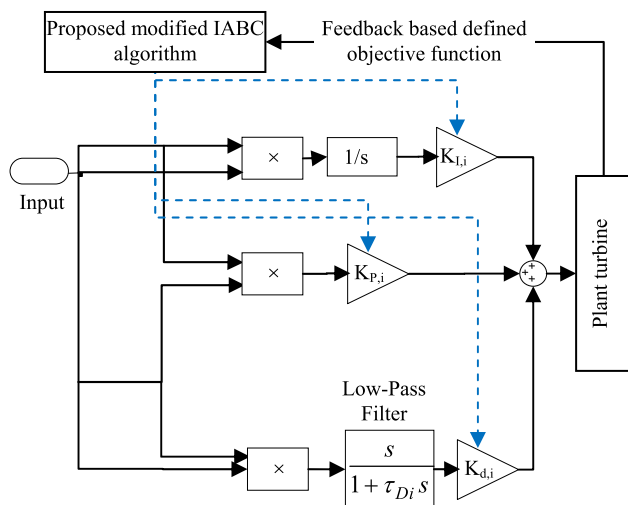 Proposed modified IABC
algorithm
Feedback based defined
objective function
Input
×
1/s
K_{I,i}
×
K_{P,i}
+
+
+
Plant turbine
Low-Pass
Filter
×
s
1 + τ_{Di} s
K_{d,i}